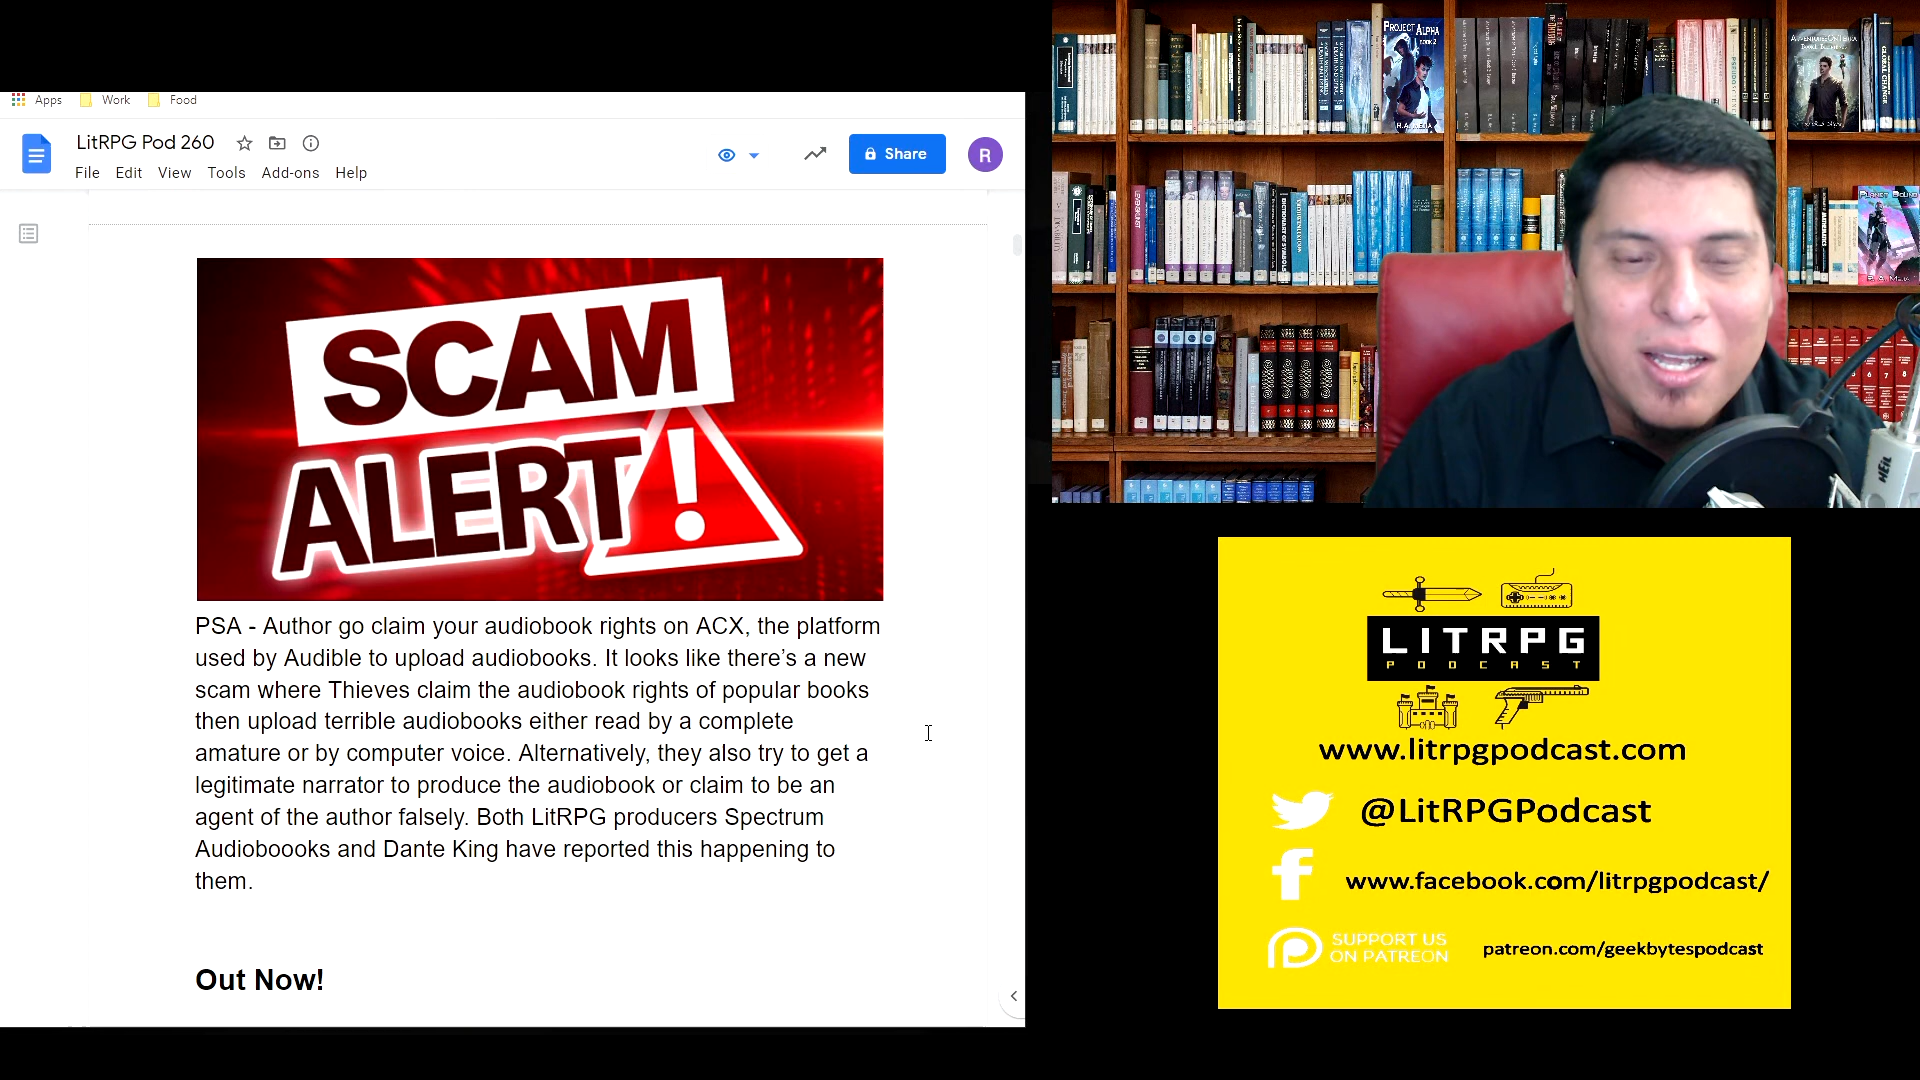 Apps Work Food
LitRPG Pod 260
File Edit View Tools Add-ons Help
Share
R
SCAM
ALERT!
PSA - Author go claim your audiobook rights on ACX, the platform
used by Audible to upload audiobooks. It looks like there’s a new
scam where Thieves claim the audiobook rights of popular books
then upload terrible audiobooks either read by a complete
amature or by computer voice. Alternatively, they also try to get a
legitimate narrator to produce the audiobook or claim to be an
agent of the author falsely. Both LitRPG producers Spectrum
Audioboooks and Dante King have reported this happening to
them.
Out Now!
PROJECT ALPHA
BOOK 2
GLOBAL CHANGE
HEIL
LITRPG
PODCAST
www.litrpgpodcast.com
@LitRPGPodcast
www.facebook.com/litrpgpodcast/
SUPPORT US
ON PATREON
patreon.com/geekbytespodcast